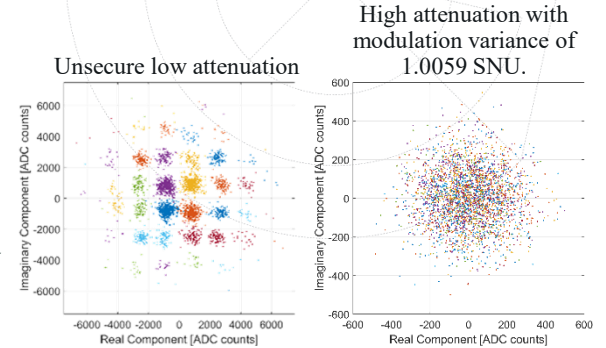 Unsecure low attenuation
6000
4000
2000
0
-2000
-4000
-6000
Imaginary Component [ADC counts]
-6000 -4000 -2000 0 2000 4000 6000
Real Component [ADC counts]
High attenuation with
modulation variance of
1.0059 SNU.
600
400
200
0
-200
-400
-600
Imaginary Component [ADC counts]
-600 -400 -200 0 200 400 600
Real Component [ADC counts]